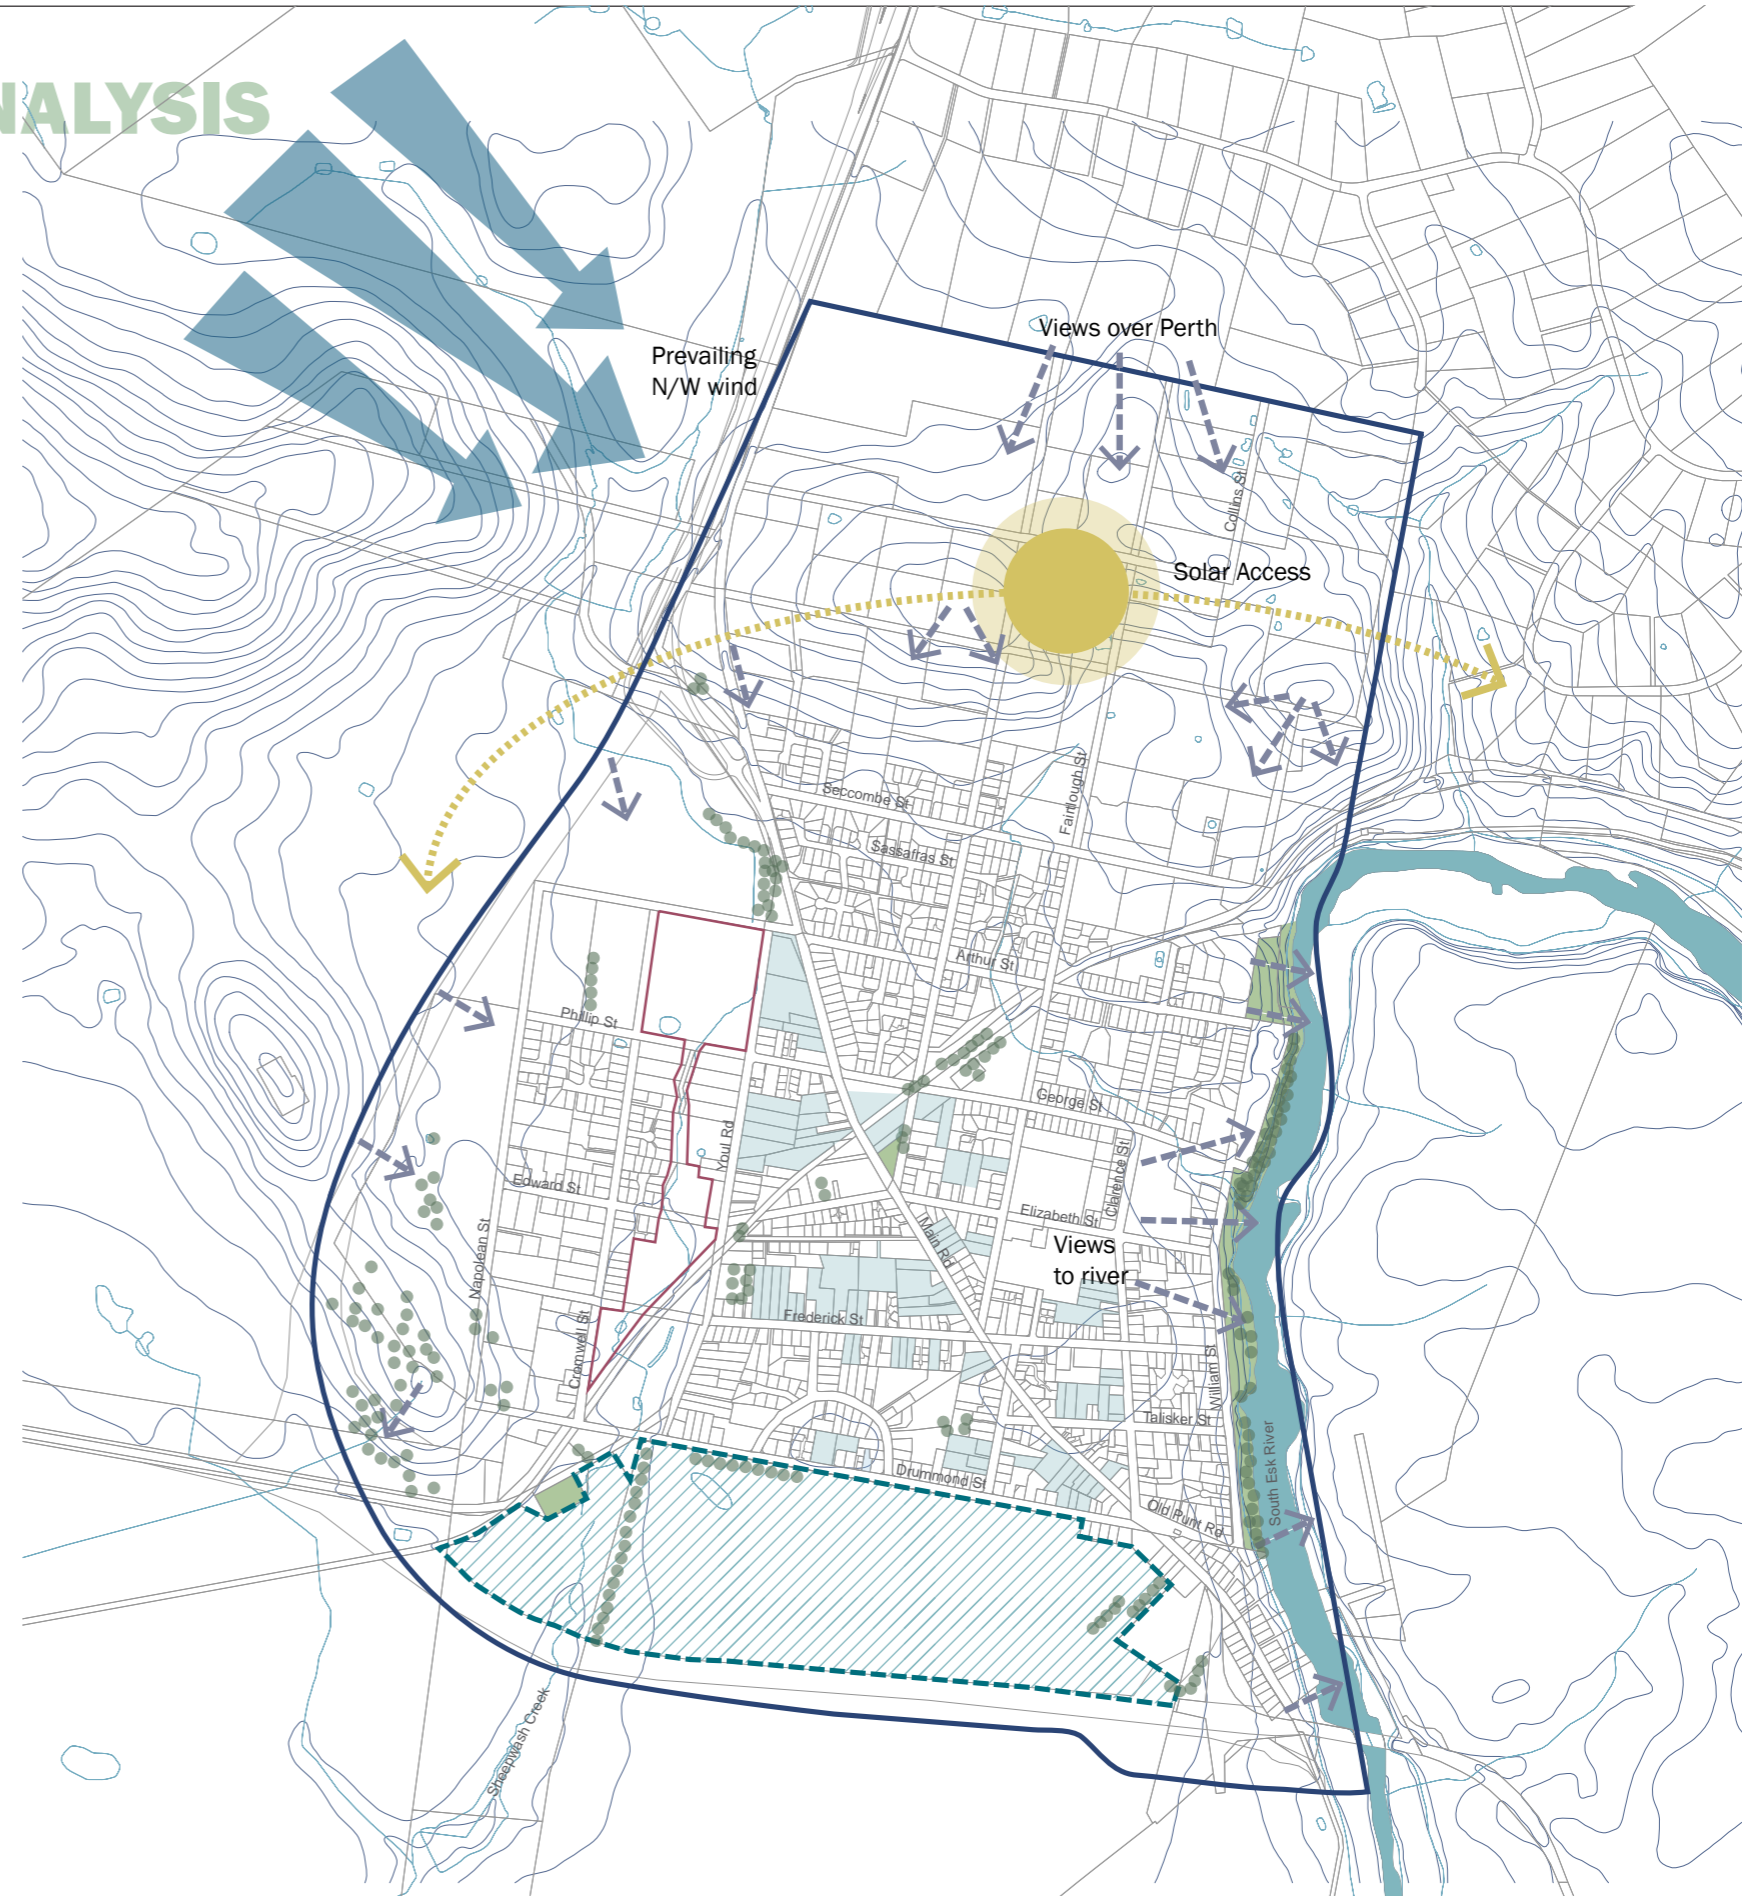 NALYSIS
Views over Perth
Prevailing
N/W wind
Collins St
Solar Access
Fairtlough St
Seccombe St
Sassafras St
Arthur St
Phillip St
George St
Youl Rd
Clarence St
Edward St
Elizabeth St
Main Rd
Napolean St
Views
to river
Frederick St
Cromwell St
William St
Talisker St
South Esk River
Drummond St
Old Punt Rd
Sheepwash Creek